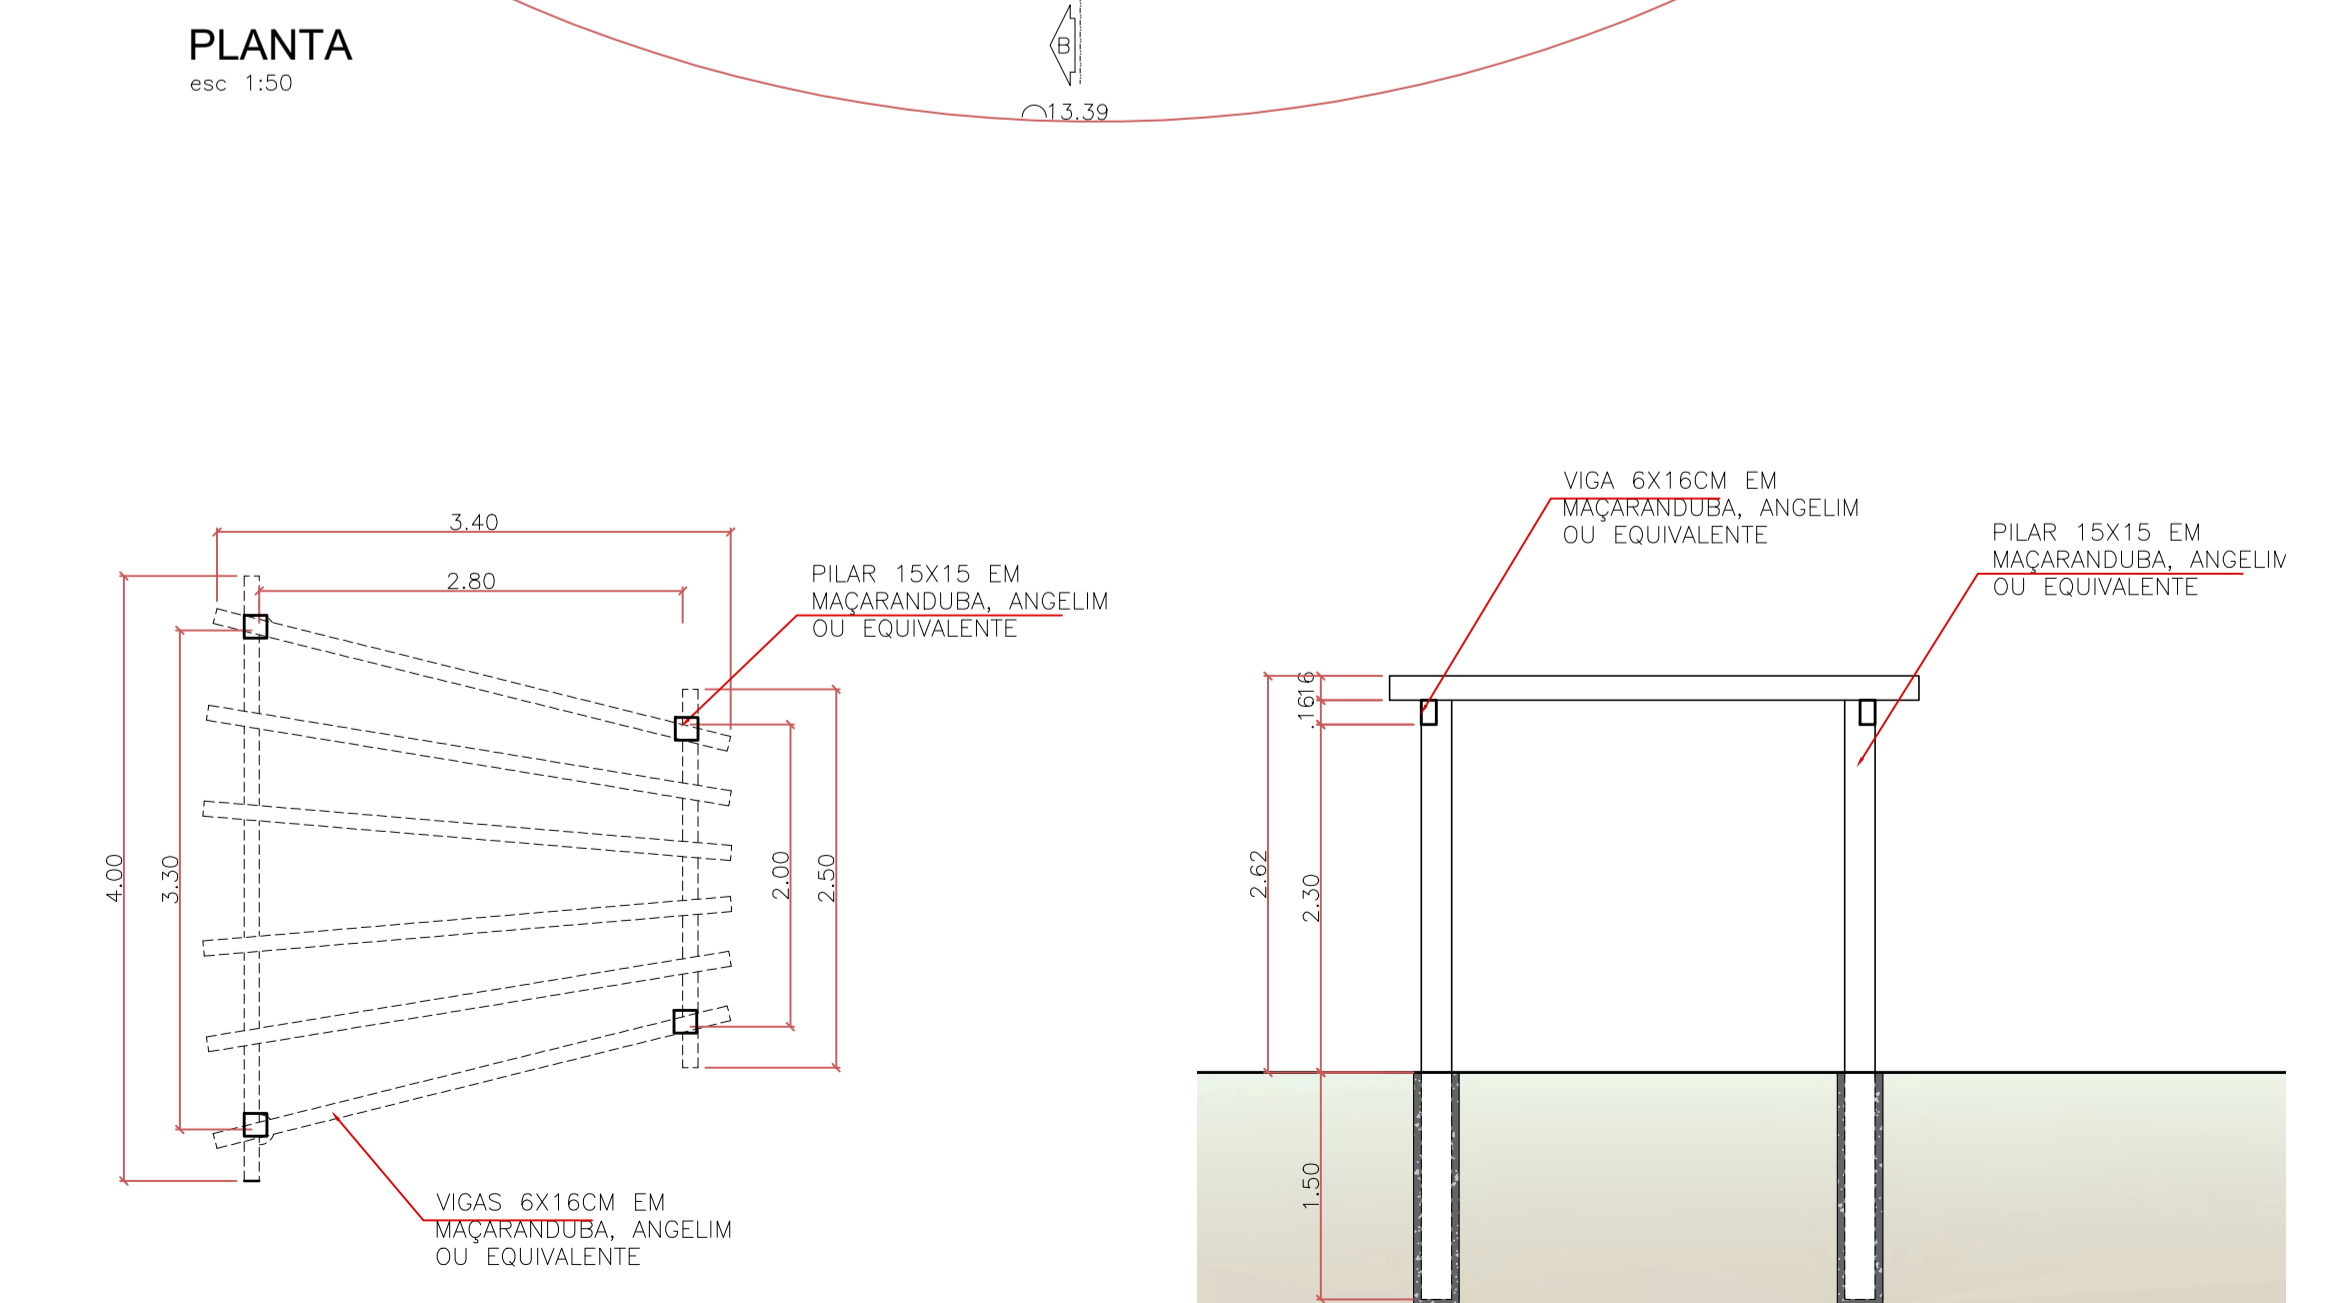 PLANTA
esc 1:50
B
13.39
3.40
2.80
PILAR 15X15 EM
MAÇARANDUBA, ANGELIM
OU EQUIVALENTE
4.00
3.30
2.00
2.50
VIGAS 6X16CM EM
MAÇARANDUBA, ANGELIM
OU EQUIVALENTE
VIGA 6X16CM EM
MAÇARANDUBA, ANGELIM
OU EQUIVALENTE
PILAR 15X15 EM
MAÇARANDUBA, ANGELIM
OU EQUIVALENTE
.16
.16
2.62
2.30
1.50